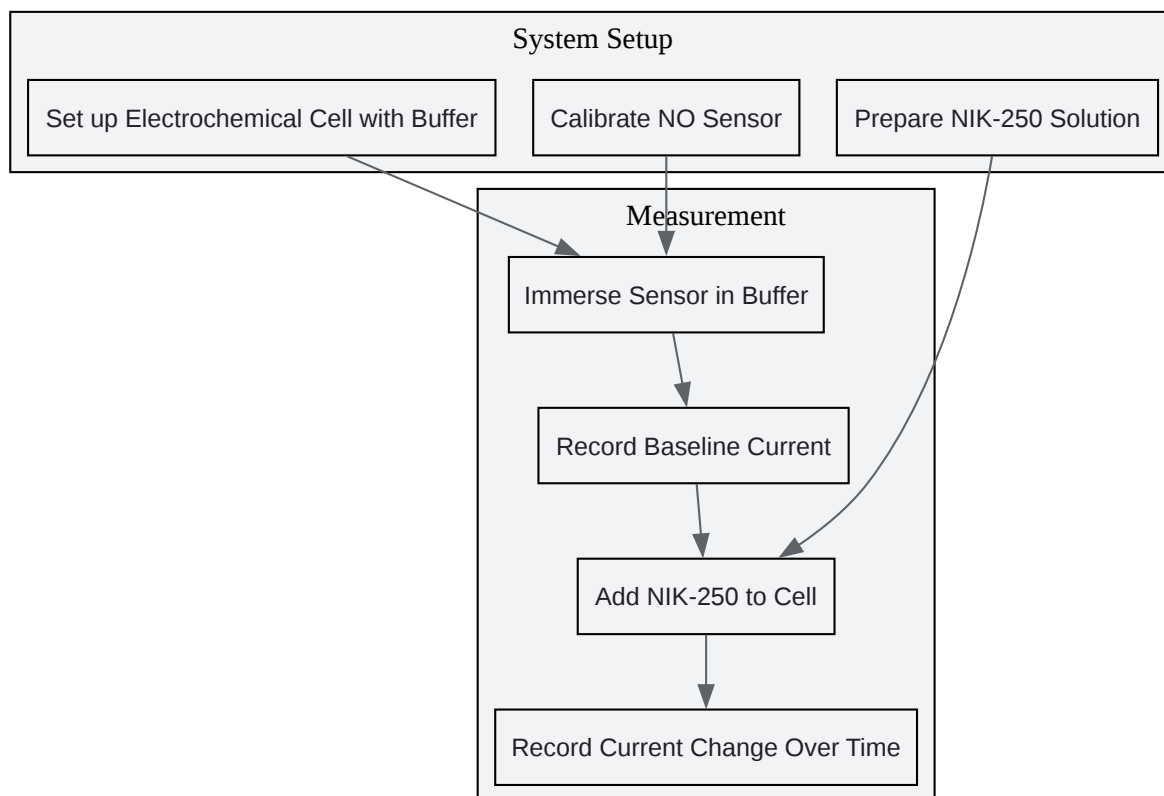 System Setup
Set up Electrochemical Cell with Buffer
Calibrate NO Sensor
Prepare NIK-250 Solution
Measurement
Immerse Sensor in Buffer
Record Baseline Current
Add NIK-250 to Cell
Record Current Change Over Time